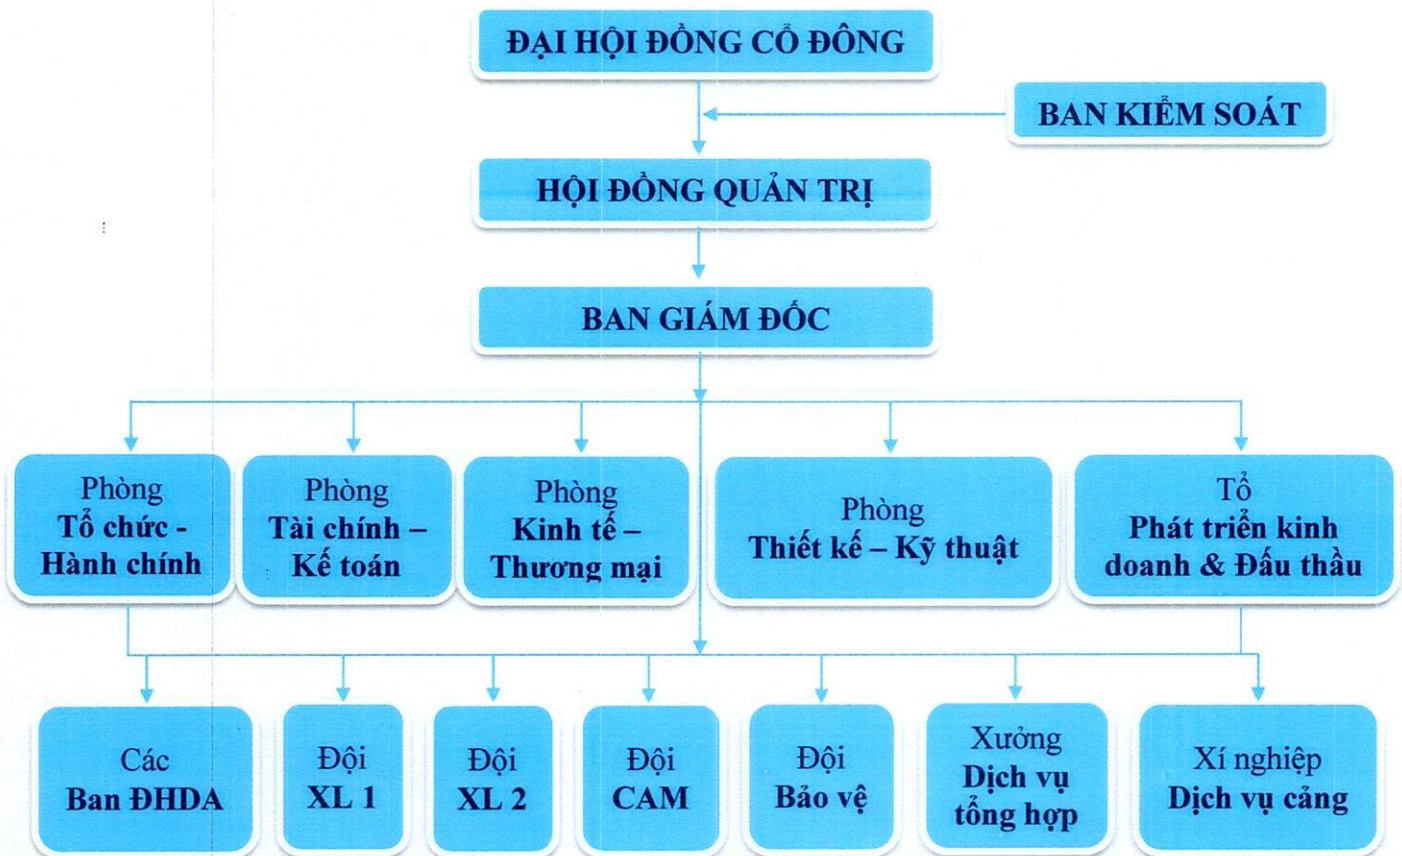 ĐẠI HỘI ĐỒNG CỔ ĐÔNG
BAN KIỂM SOÁT
HỘI ĐỒNG QUẢN TRỊ
BAN GIÁM ĐỐC
Phòng
Tổ chức -
Hành chính
Phòng
Tài chính –
Kế toán
Phòng
Kinh tế –
Thương mại
Phòng
Thiết kế – Kỹ thuật
Tổ
Phát triển kinh
doanh & Đấu thầu
Các
Ban ĐHDA
Đội
XL 1
Đội
XL 2
Đội
CAM
Đội
Bảo vệ
Xưởng
Dịch vụ
tổng hợp
Xí nghiệp
Dịch vụ cảng